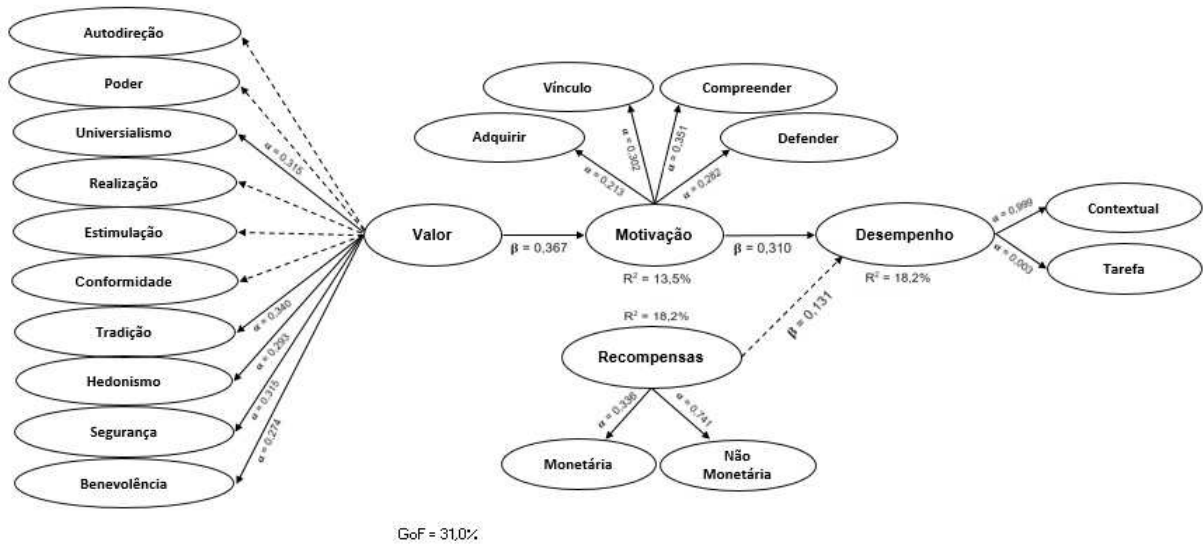 Autodireção
Poder
Universialismo
Realização
Estimulação
Conformidade
Tradição
Hedonismo
Segurança
Benevolência
α = 0,315
α = 0,340
α = 0,293
α = 0,315
α = 0,274
Valor
β = 0,367
Vínculo
Compreender
Adquirir
Defender
α = 0,213
α = 0,302
α = 0,351
α = 0,282
Motivação
R² = 13,5%
β = 0,310
Desempenho
R² = 18,2%
α = 0,999
α = 0,003
Contextual
Tarefa
R² = 18,2%
Recompensas
β = 0,131
α = 0,336
α = 0,741
Monetária
Não
Monetária
GoF = 31,0%